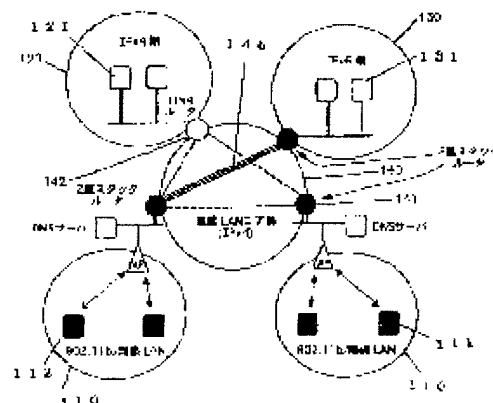 １２１
IPv4網
１４６
１３０
IPv6網
１３１
IPv4
ルータ
142
2重スタック
ルータ
2重スタック
ルータ
140
141
無線LANコア網
(IPv4)
DNSサーバ
DNSサーバ
AP
802.11b無線LAN
802.11b無線LAN
１１２
１１１
１１０
１１０